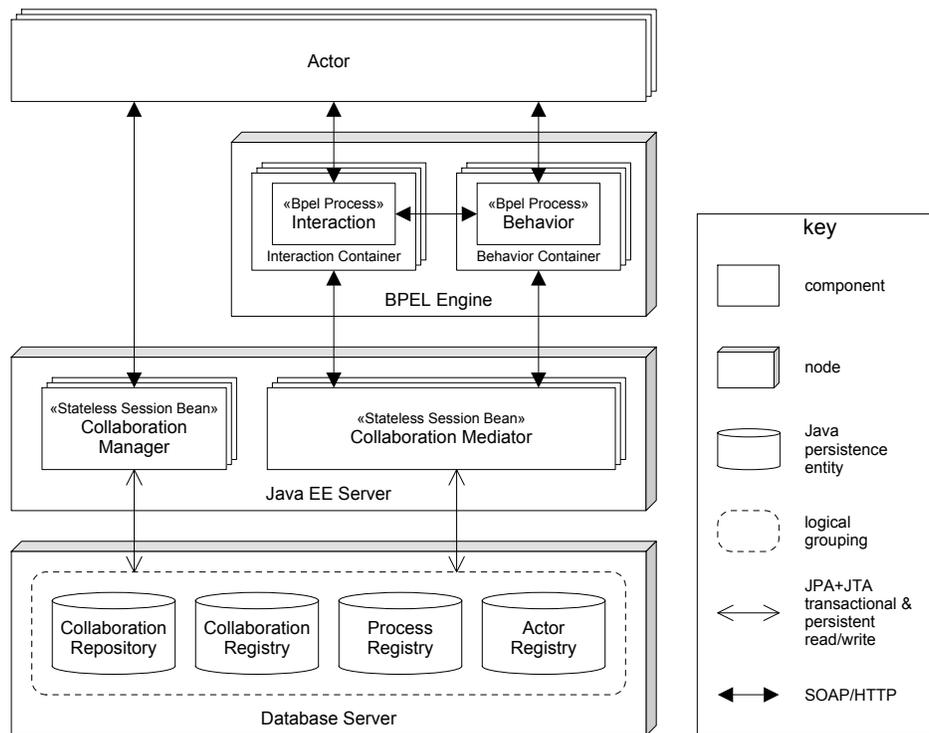 Actor
«Bpel Process»
Interaction
Interaction Container
«Bpel Process»
Behavior
Behavior Container
BPEL Engine
«Stateless Session Bean»
Collaboration
Manager
«Stateless Session Bean»
Collaboration Mediator
Java EE Server
Collaboration
Repository
Collaboration
Registry
Process
Registry
Actor
Registry
Database Server
key
component
node
Java
persistence
entity
logical
grouping
JPA+JTA
transactional &
persistent
read/write
SOAP/HTTP